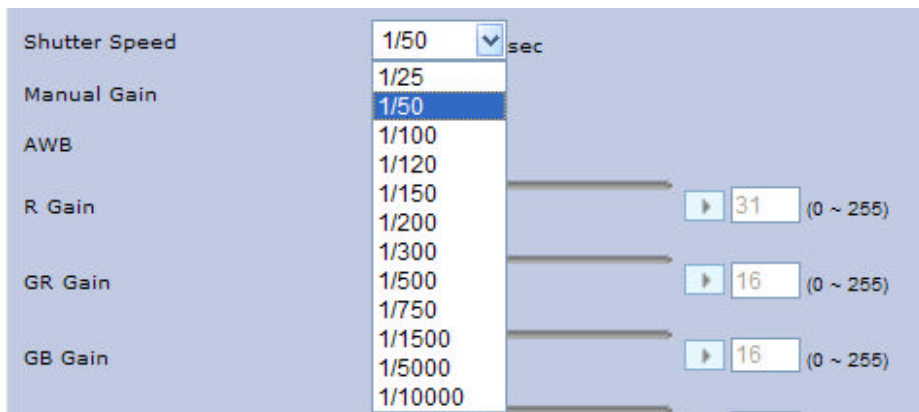 Shutter Speed 1/50 sec
1/25
Manual Gain
1/50
1/100
AWB
1/120
1/150
R Gain 31 (0 ~ 255)
1/200
1/300
GR Gain 1/500 16 (0 ~ 255)
1/750
1/1500
GB Gain 16 (0 ~ 255)
1/5000
1/10000